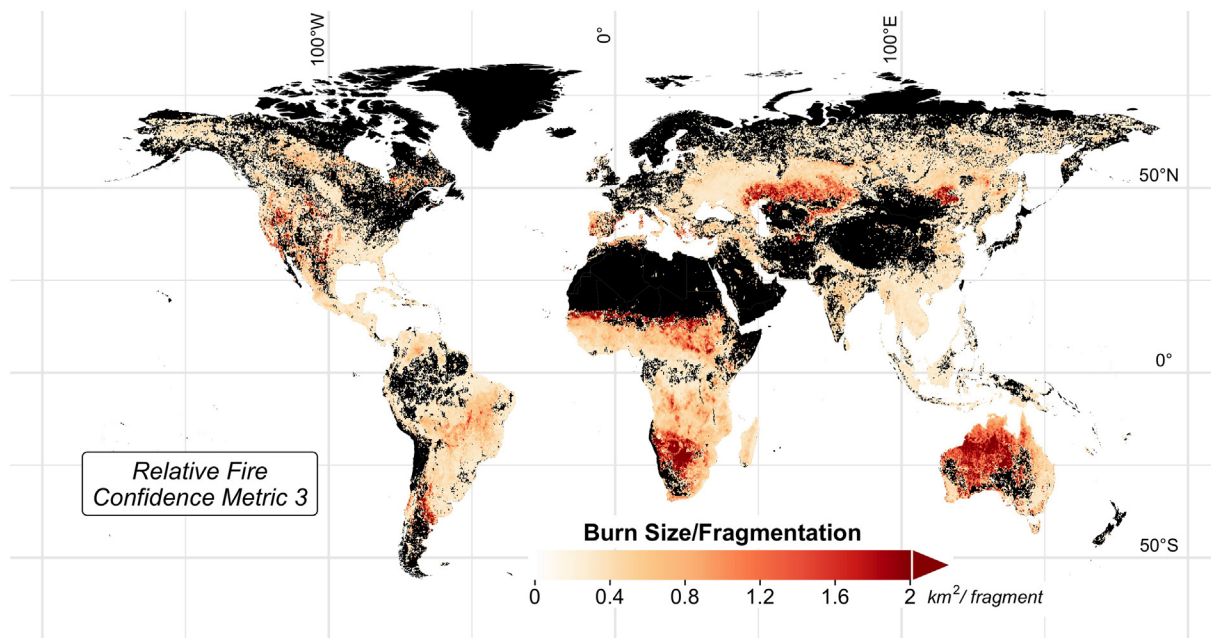 100°W
0°
100°E
50°N
0°
50°S
Relative Fire
Confidence Metric 3
Burn Size/Fragmentation
0 0.4 0.8 1.2 1.6 2 km²/ fragment